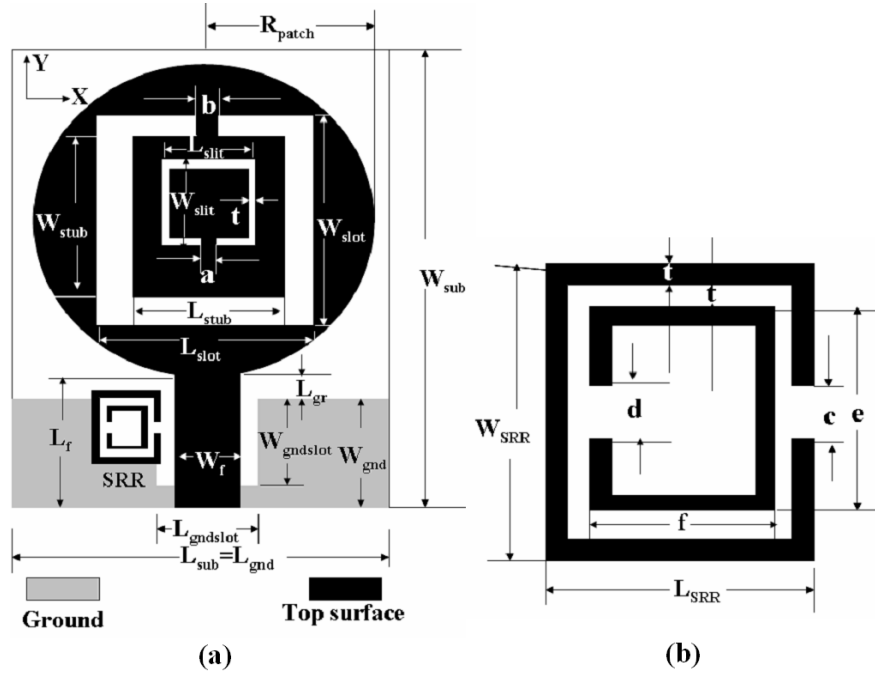 R_patch
Y
X
b
L_slit
W_slit
t
W_stub
W_slot
a
W_sub
L_stub
L_slot
L_gr
L_f
W_f
W_gndslot
W_gnd
SRR
L_gndslot
L_sub=L_gnd
Ground
Top surface
(a)
t
t
W_SRR
d
c
e
f
L_SRR
(b)